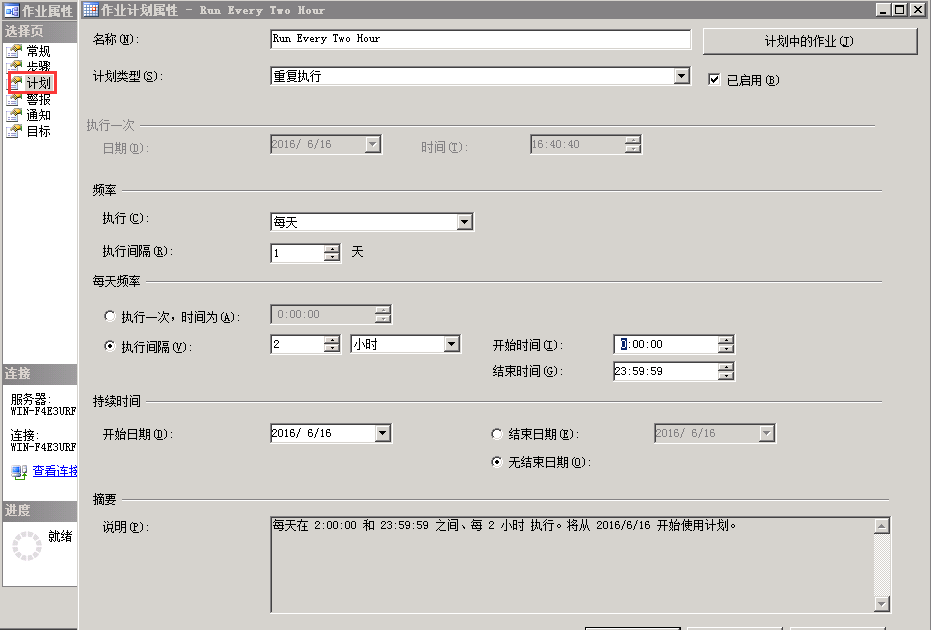 作业属性
作业计划属性 - Run Every Two Hour
选择页
常规
步骤
计划
警报
通知
目标
名称(N):
Run Every Two Hour
计划中的作业(J)
计划类型(S):
重复执行
已启用(B)
执行一次
日期(D):
2016/ 6/16
时间(T):
16:40:40
频率
执行(C):
每天
执行间隔(R):
1
天
每天频率
执行一次，时间为(A):
0:00:00
执行间隔(V):
2
小时
开始时间(I):
0:00:00
结束时间(G):
23:59:59
持续时间
开始日期(D):
2016/ 6/16
结束日期(E):
2016/ 6/16
无结束日期(O):
摘要
说明(P):
每天在 2:00:00 和 23:59:59 之间、每 2 小时 执行。将从 2016/6/16 开始使用计划。
连接
服务器:
WIN-F4E3URF
连接:
WIN-F4E3URF
查看连接
进度
就绪